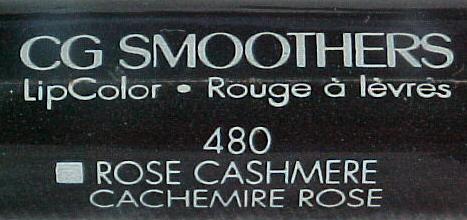 CG SMOOTHERS
LipColor • Rouge à lèvres
480
ROSE CASHMERE
CACHEMIRE ROSE